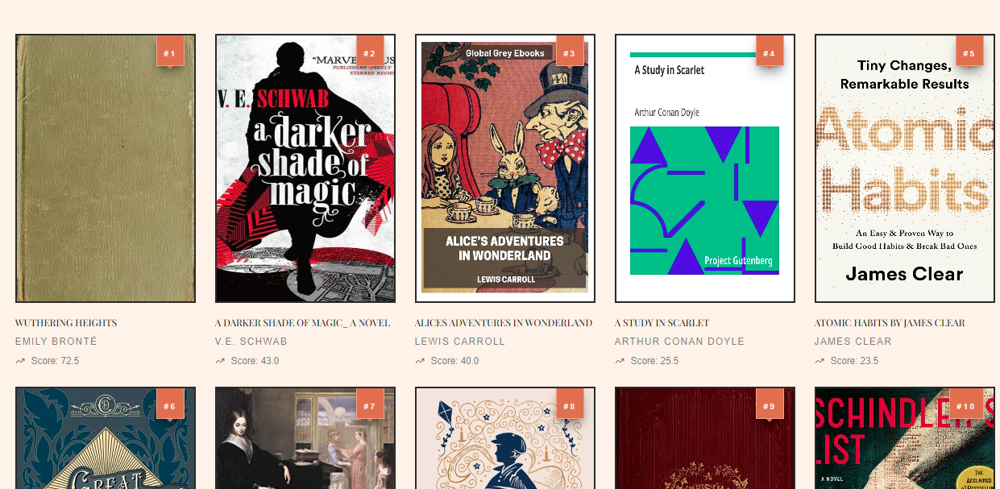 #1
#2
"MARVE
US
PUBLISHERS WEEKLY
STARRED REVIEW
V. E. SCHWAB
a darker
shade of
magic
#3
Global Grey Ebooks
10/6
ALICE'S ADVENTURES
IN WONDERLAND
LEWIS CARROLL
#4
A Study in Scarlet
Arthur Conan Doyle
Project Gutenberg
#5
Tiny Changes,
Remarkable Results
Atomic
Habits
An Easy & Proven Way to
Build Good Habits & Break Bad Ones
James Clear
WUTHERING HEIGHTS
EMILY BRONTË
Score: 72.5
A DARKER SHADE OF MAGIC_ A NOVEL
V.E. SCHWAB
Score: 43.0
ALICES ADVENTURES IN WONDERLAND
LEWIS CARROLL
Score: 40.0
A STUDY IN SCARLET
ARTHUR CONAN DOYLE
Score: 25.5
ATOMIC HABITS BY JAMES CLEAR
JAMES CLEAR
Score: 23.5
#6
GREAT
#7
#8
#9
#10
SCHINDLER'S
LIST
A NOVEL
THE
ACCLAIMED